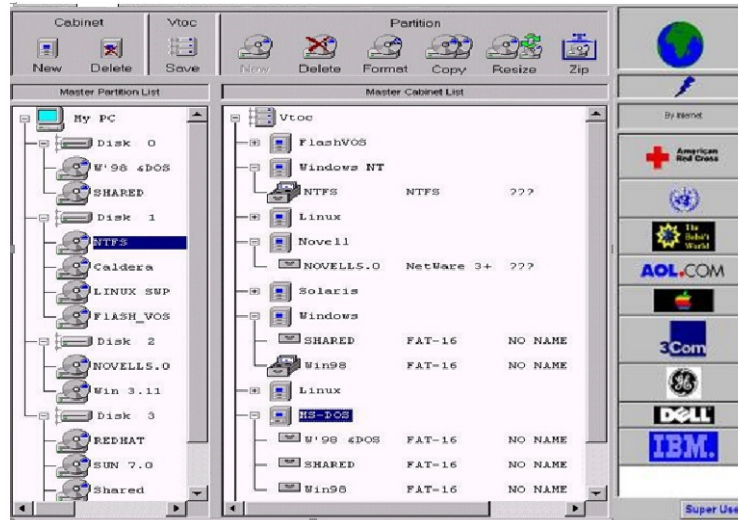 Cabinet
Vtoc
Partition
New Delete Save New Delete Format Copy Resize Zip
Master Partition List
Master Cabinet List
My PC
Disk 0
W'98 &DOS
SHARED
Disk 1
NTFS
Caldera
LINUX SWP
FlASH_VOS
Disk 2
NOVELL5.0
Win 3.11
Disk 3
REDHAT
SUN 7.0
Shared
Vtoc
FlashVOS
Windows NT
NTFS NTFS ???
Linux
Novell
NOVELL5.0 NetWare 3+ ???
Solaris
Windows
SHARED FAT-16 NO NAME
Win98 FAT-16 NO NAME
Linux
MS-DOS
W'98 &DOS FAT-16 NO NAME
SHARED FAT-16 NO NAME
Win98 FAT-16 NO NAME
By Internet
American
Red Cross
The
World
AOL.COM
3Com
GE
DELL
IBM.
Super Use